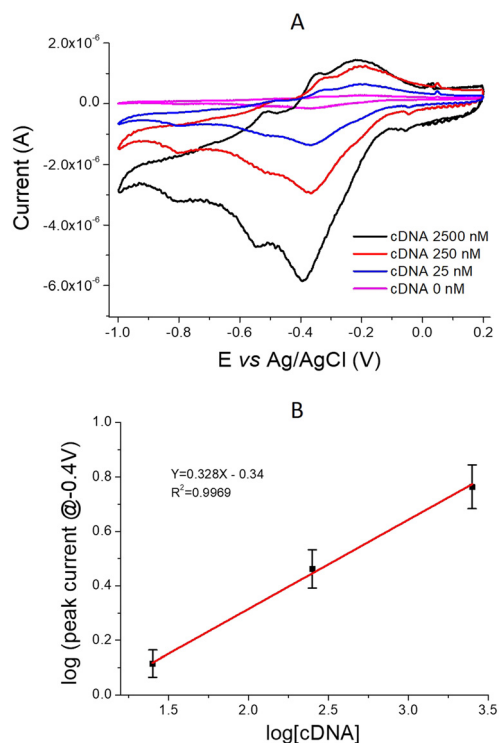 A
2.0x10⁻⁶
0.0
-2.0x10⁻⁶
-4.0x10⁻⁶
-6.0x10⁻⁶
Current (A)
cDNA 2500 nM
cDNA 250 nM
cDNA 25 nM
cDNA 0 nM
-1.0 -0.8 -0.6 -0.4 -0.2 0.0 0.2
E vs Ag/AgCl (V)
B
1.0
0.8
0.6
0.4
0.2
0.0
log (peak current @-0.4V)
Y=0.328X - 0.34
R²=0.9969
1.5 2.0 2.5 3.0 3.5
log[cDNA]